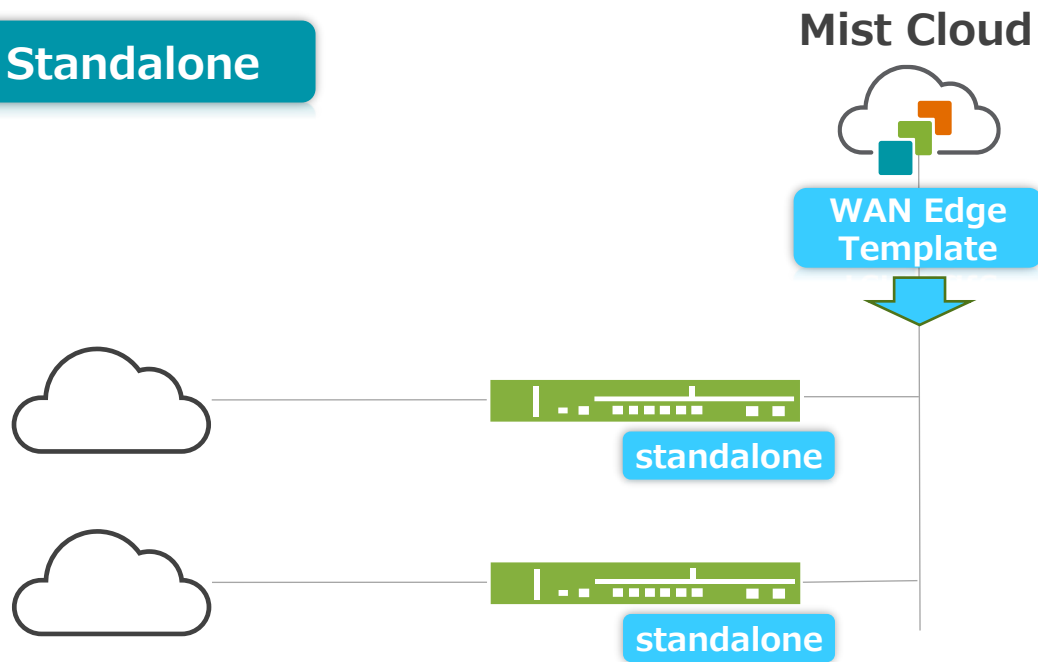 Standalone
Mist Cloud
WAN Edge
Template
standalone
standalone